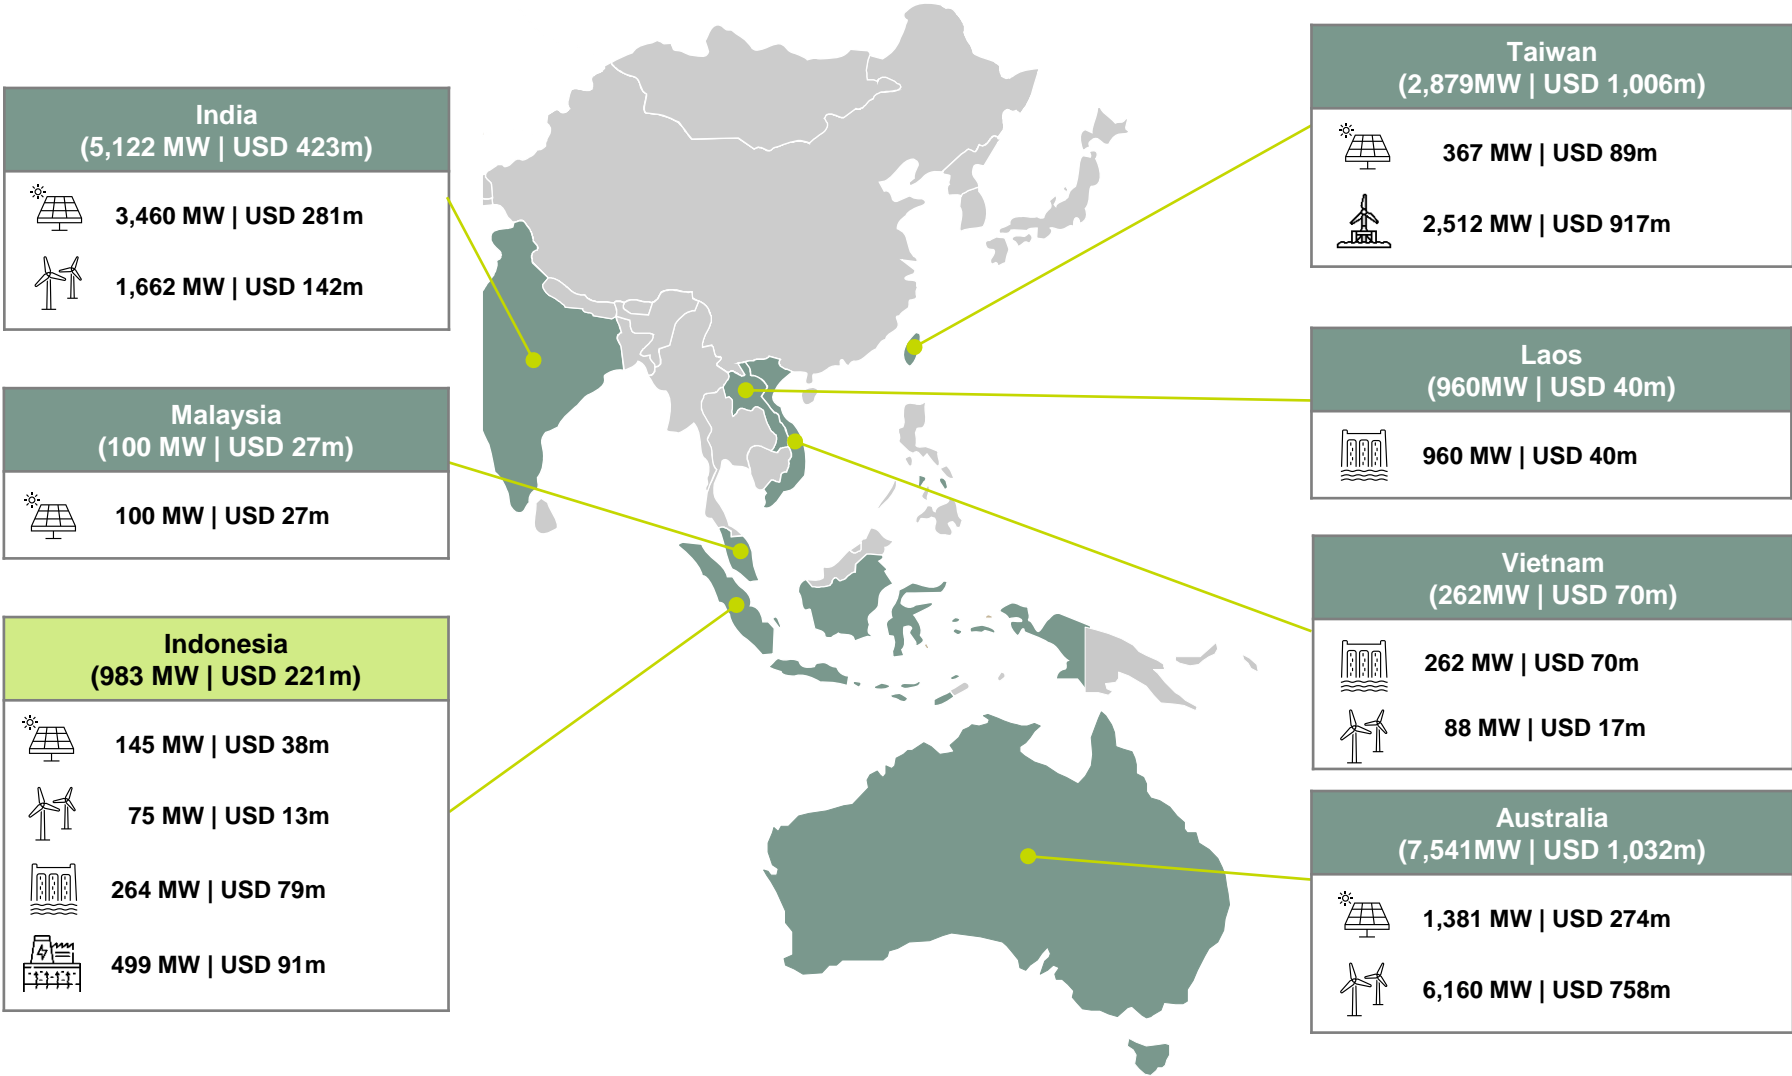 India
(5,122 MW | USD 423m)
3,460 MW | USD 281m
1,662 MW | USD 142m
Malaysia
(100 MW | USD 27m)
100 MW | USD 27m
Indonesia
(983 MW | USD 221m)
145 MW | USD 38m
75 MW | USD 13m
264 MW | USD 79m
499 MW | USD 91m
Taiwan
(2,879MW | USD 1,006m)
367 MW | USD 89m
2,512 MW | USD 917m
Laos
(960MW | USD 40m)
960 MW | USD 40m
Vietnam
(262MW | USD 70m)
262 MW | USD 70m
88 MW | USD 17m
Australia
(7,541MW | USD 1,032m)
1,381 MW | USD 274m
6,160 MW | USD 758m